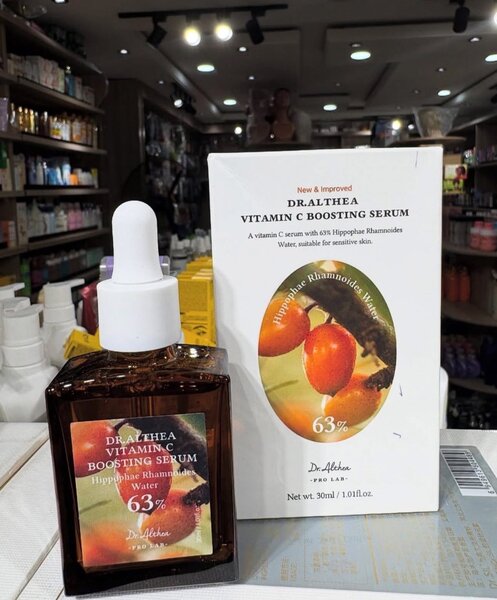 New & Improved
DR.ALTHEA
VITAMIN C BOOSTING SERUM
A vitamin C serum with 63% Hippophae Rhamnoides
Water, suitable for sensitive skin.
Hippophae Rhamnoides Water
63%
Dr.Althea
-PRO LAB-
Net wt. 30ml / 1.01fl.oz.
DR.ALTHEA
VITAMIN C
BOOSTING SERUM
Hippophae Rhamnoides
Water
63%
Dr.Althea
-PRO LAB-